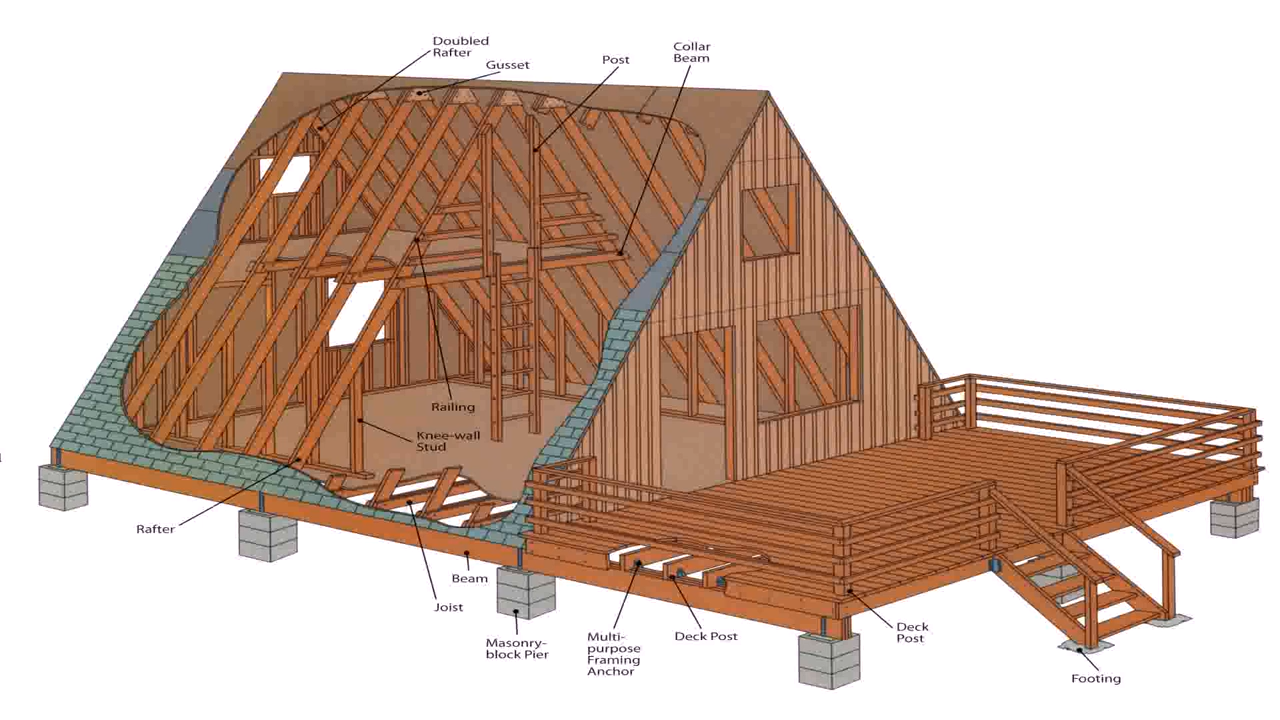 Doubled
Rafter
Gusset
Post
Collar
Beam
Railing
Knee-wall
Stud
Rafter
Beam
Joist
Masonry-
block Pier
Multi-
purpose
Framing
Anchor
Deck Post
Deck
Post
Footing